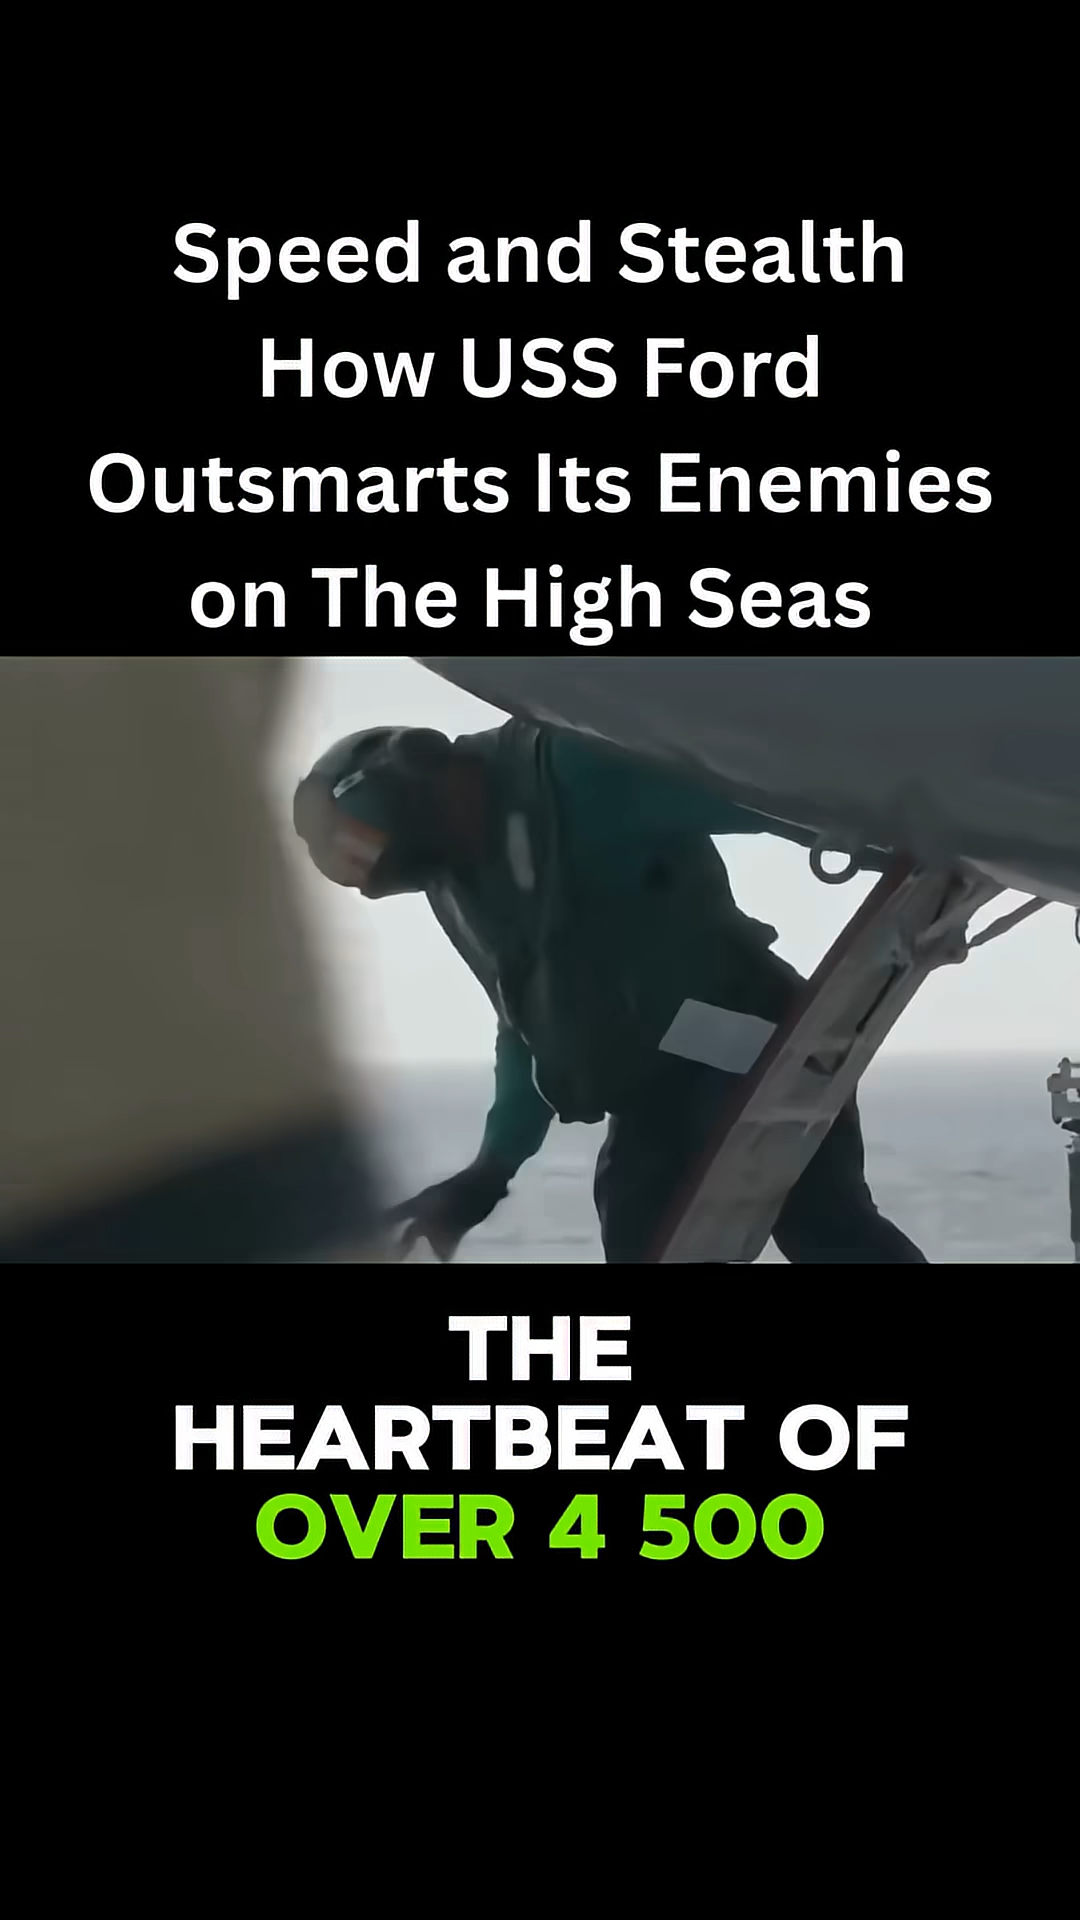 Speed and Stealth
How USS Ford
Outsmarts Its Enemies
on The High Seas
THE
HEARTBEAT OF
OVER 4 500